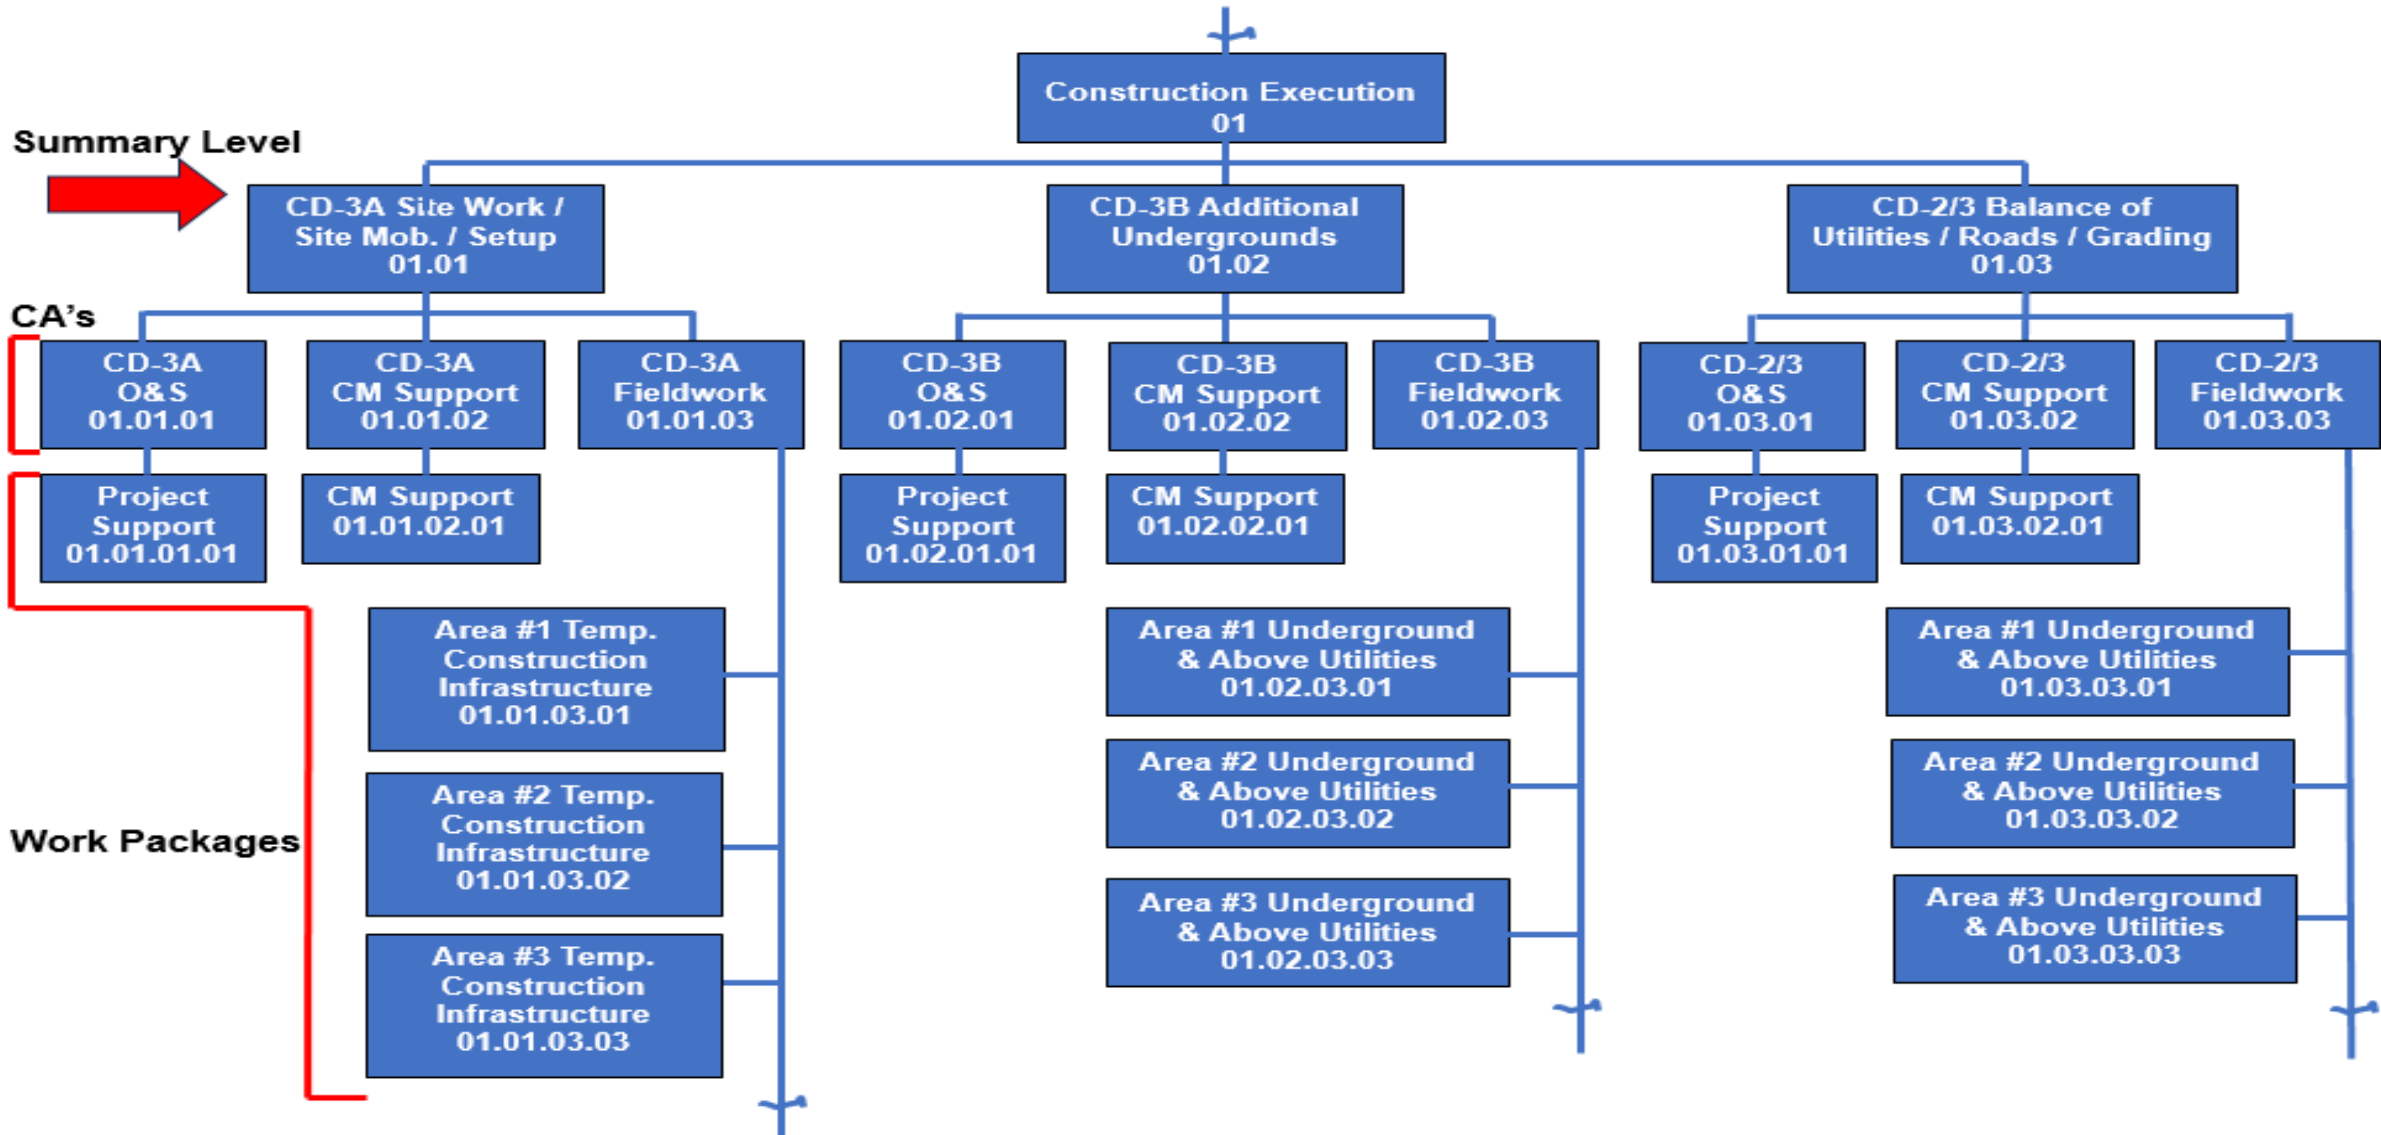 Construction Execution
01
Summary Level
CD-3A Site Work /
Site Mob. / Setup
01.01
CD-3B Additional
Undergrounds
01.02
CD-2/3 Balance of
Utilities / Roads / Grading
01.03
CA's
CD-3A
O&S
01.01.01
CD-3A
CM Support
01.01.02
CD-3A
Fieldwork
01.01.03
CD-3B
O&S
01.02.01
CD-3B
CM Support
01.02.02
CD-3B
Fieldwork
01.02.03
CD-2/3
O&S
01.03.01
CD-2/3
CM Support
01.03.02
CD-2/3
Fieldwork
01.03.03
Project
Support
01.01.01.01
CM Support
01.01.02.01
Project
Support
01.02.01.01
CM Support
01.02.02.01
Project
Support
01.03.01.01
CM Support
01.03.02.01
Work Packages
Area #1 Temp.
Construction
Infrastructure
01.01.03.01
Area #2 Temp.
Construction
Infrastructure
01.01.03.02
Area #3 Temp.
Construction
Infrastructure
01.01.03.03
Area #1 Underground
& Above Utilities
01.02.03.01
Area #2 Underground
& Above Utilities
01.02.03.02
Area #3 Underground
& Above Utilities
01.02.03.03
Area #1 Underground
& Above Utilities
01.03.03.01
Area #2 Underground
& Above Utilities
01.03.03.02
Area #3 Underground
& Above Utilities
01.03.03.03